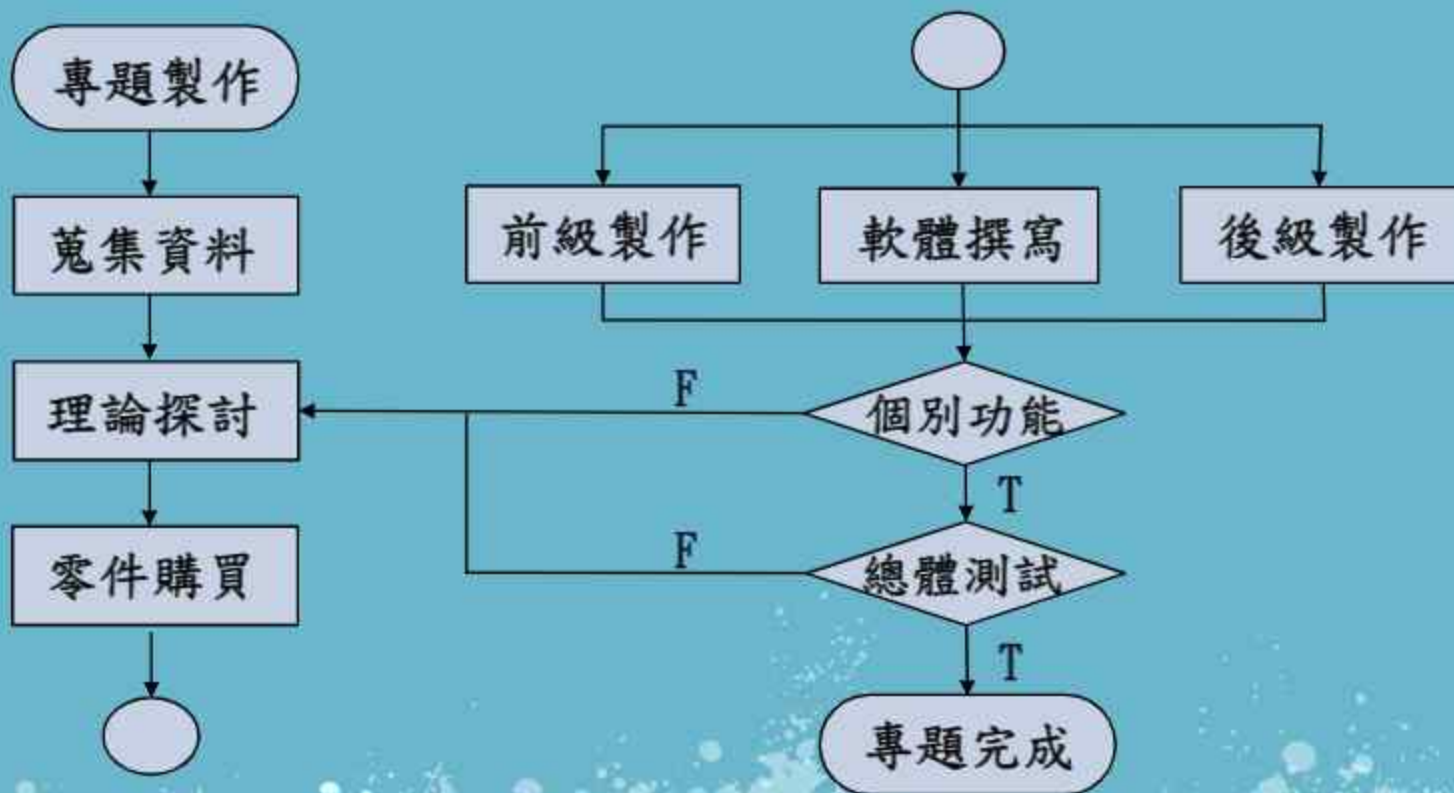 專題製作
蒐集資料
理論探討
零件購買
前級製作
軟體撰寫
後級製作
個別功能
F
T
總體測試
F
T
專題完成